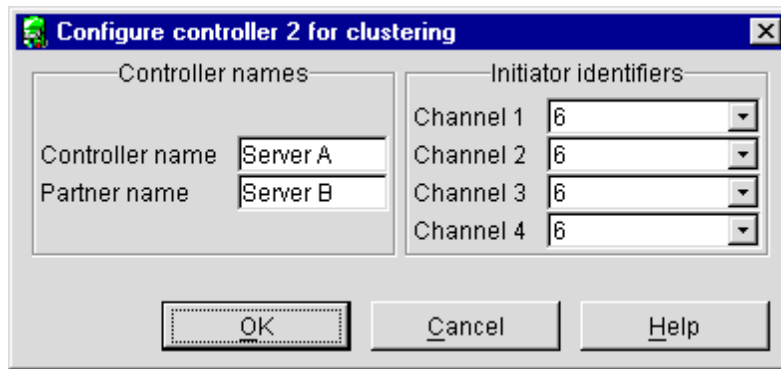 Configure controller 2 for clustering
Controller names
Controller name Server A
Partner name Server B
Initiator identifiers
Channel 1 6
Channel 2 6
Channel 3 6
Channel 4 6
OK Cancel Help